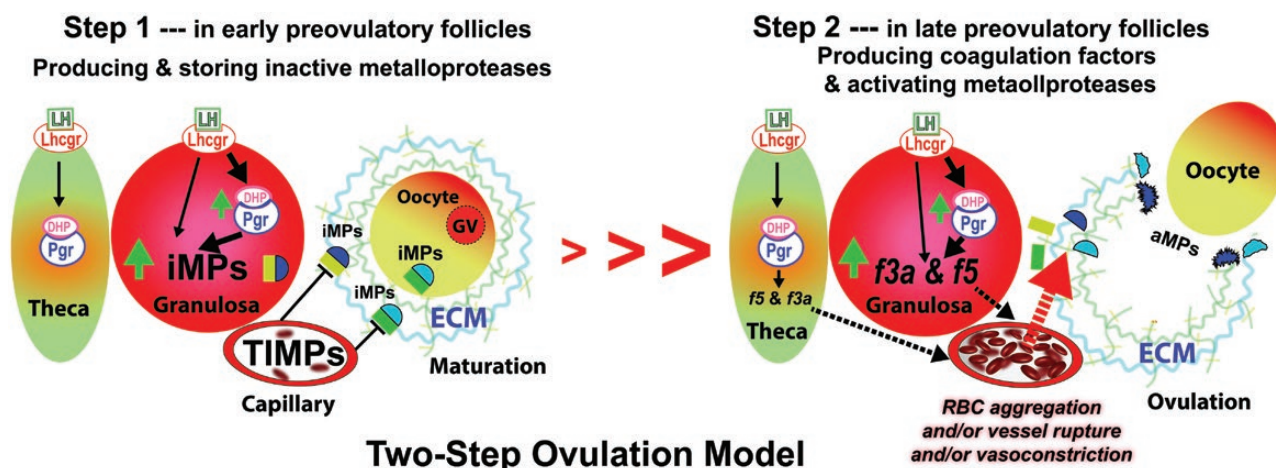 Step 1 --- in early preovulatory follicles
Producing & storing inactive metalloproteases
LH
Lhcgr
DHP
Pgr
Theca
LH
Lhcgr
DHP
Pgr
iMPs
Granulosa
TIMPs
Capillary
iMPs
Oocyte
GV
iMPs
iMPs
ECM
Maturation
> > >
Step 2 --- in late preovulatory follicles
Producing coagulation factors
& activating metaollproteases
LH
Lhcgr
DHP
Pgr
f5 & f3a
Theca
LH
Lhcgr
DHP
Pgr
f3a & f5
Granulosa
Oocyte
aMPs
ECM
Ovulation
RBC aggregation
and/or vessel rupture
and/or vasoconstriction
Two-Step Ovulation Model